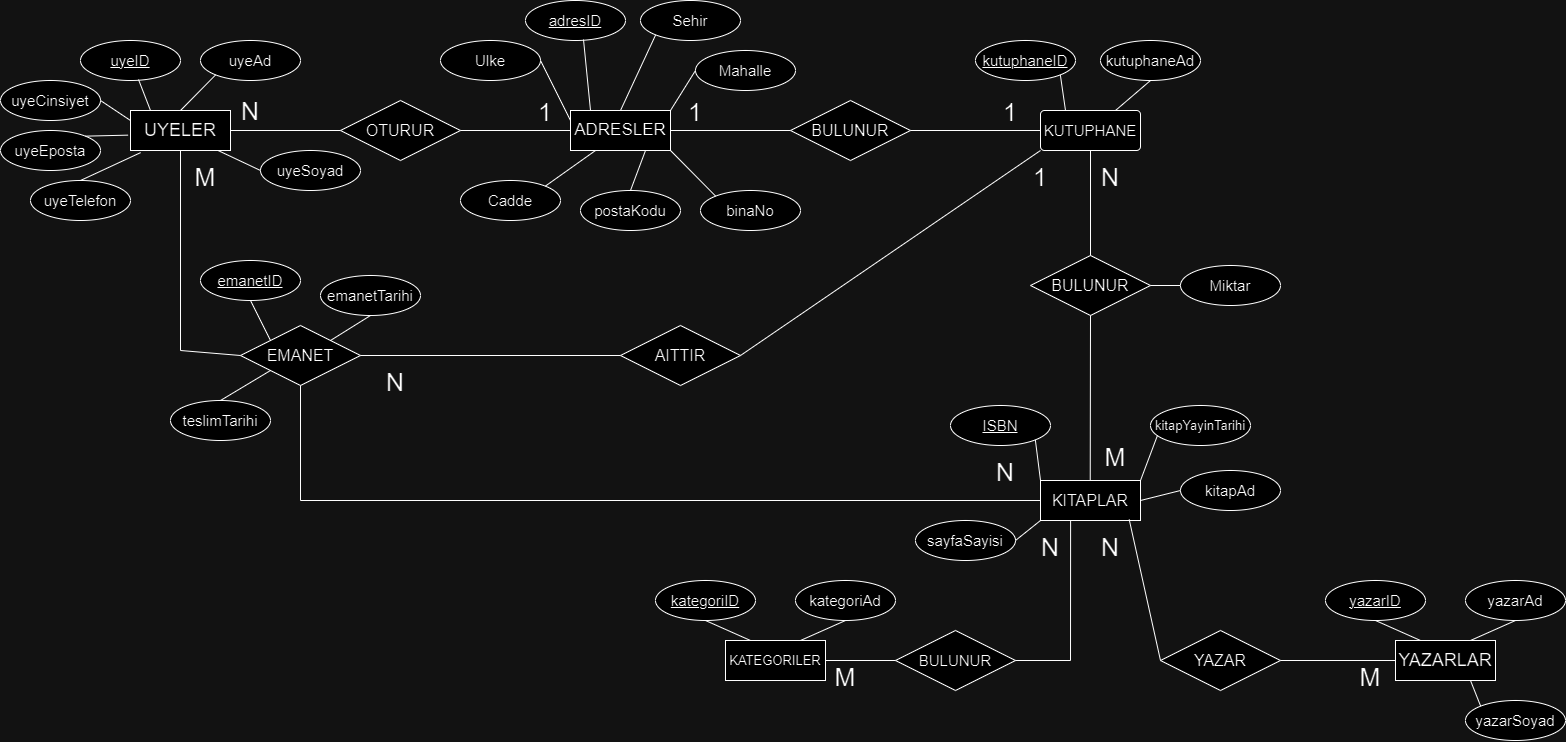 adresID
Sehir
uyeID
uyeAd
Ulke
Mahalle
kutuphaneID
kutuphaneAd
uyeCinsiyet
UYELER
N
OTURUR
1
ADRESLER
1
BULUNUR
1
KUTUPHANE
uyeEposta
uyeSoyad
M
1
N
uyeTelefon
Cadde
postaKodu
binaNo
emanetID
emanetTarihi
BULUNUR
Miktar
EMANET
AITTIR
N
teslimTarihi
ISBN
kitapYayinTarihi
N
M
KITAPLAR
kitapAd
sayfaSayisi
N
N
kategoriID
kategoriAd
yazarID
yazarAd
KATEGORILER
M
BULUNUR
YAZAR
M
YAZARLAR
yazarSoyad